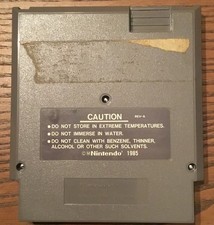 CAUTION REV-A
•DO NOT STORE IN EXTREME TEMPERATURES.
•DO NOT IMMERSE IN WATER.
•DO NOT CLEAN WITH BENZENE, THINNER,
ALCOHOL OR OTHER SUCH SOLVENTS.
©Nintendo 1985